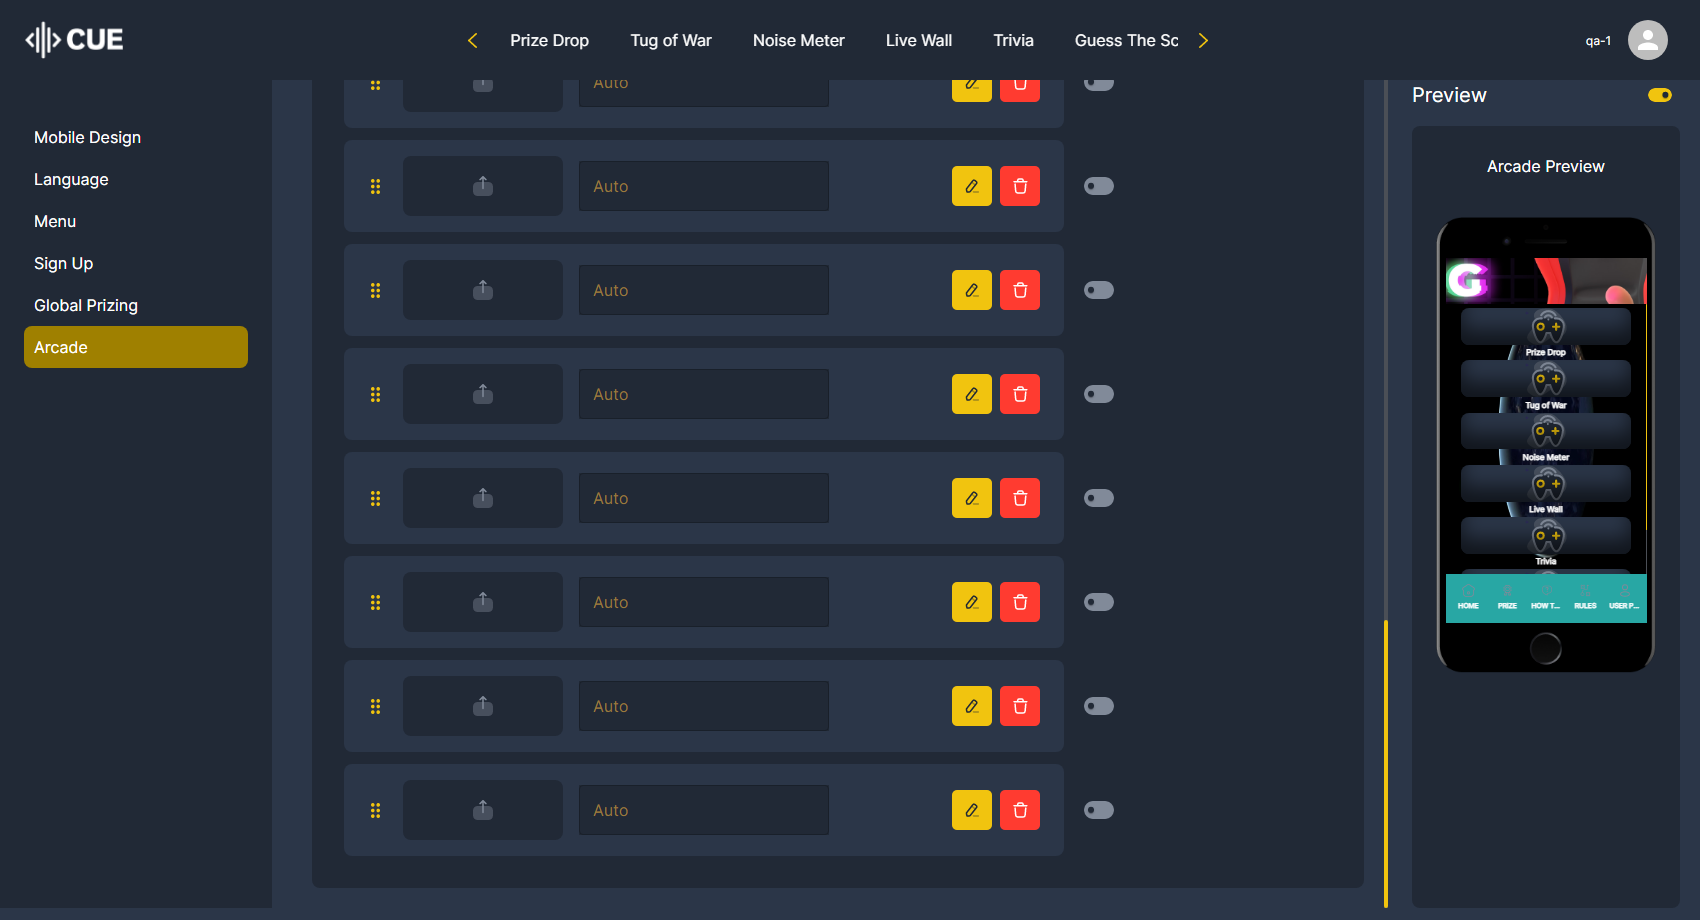 CUE
Prize Drop
Tug of War
Noise Meter
Live Wall
Trivia
Guess The Sc
qa-1
Mobile Design
Language
Menu
Sign Up
Global Prizing
Arcade
Auto
Auto
Auto
Auto
Auto
Auto
Auto
Auto
Preview
Arcade Preview
G
Prize Drop
Tug of War
Noise Meter
Live Wall
Trivia
HOME PRIZE HOW T... RULES USER P...